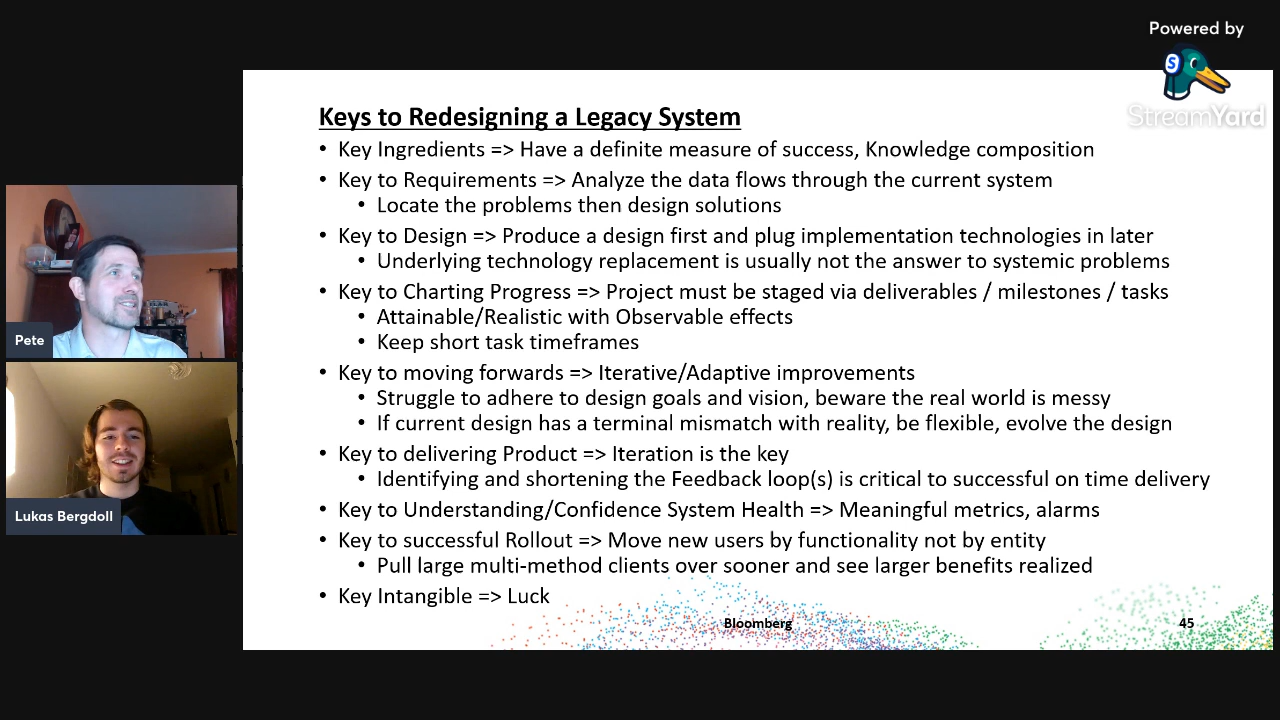 Powered by
StreamYard
Keys to Redesigning a Legacy System
• Key Ingredients => Have a definite measure of success, Knowledge composition
• Key to Requirements => Analyze the data flows through the current system
• Locate the problems then design solutions
• Key to Design => Produce a design first and plug implementation technologies in later
• Underlying technology replacement is usually not the answer to systemic problems
• Key to Charting Progress => Project must be staged via deliverables / milestones / tasks
• Attainable/Realistic with Observable effects
• Keep short task timeframes
• Key to moving forwards => Iterative/Adaptive improvements
• Struggle to adhere to design goals and vision, beware the real world is messy
• If current design has a terminal mismatch with reality, be flexible, evolve the design
• Key to delivering Product => Iteration is the key
• Identifying and shortening the Feedback loop(s) is critical to successful on time delivery
• Key to Understanding/Confidence System Health => Meaningful metrics, alarms
• Key to successful Rollout => Move new users by functionality not by entity
• Pull large multi-method clients over sooner and see larger benefits realized
• Key Intangible => Luck
Bloomberg
45
Pete
Lukas Bergdoll